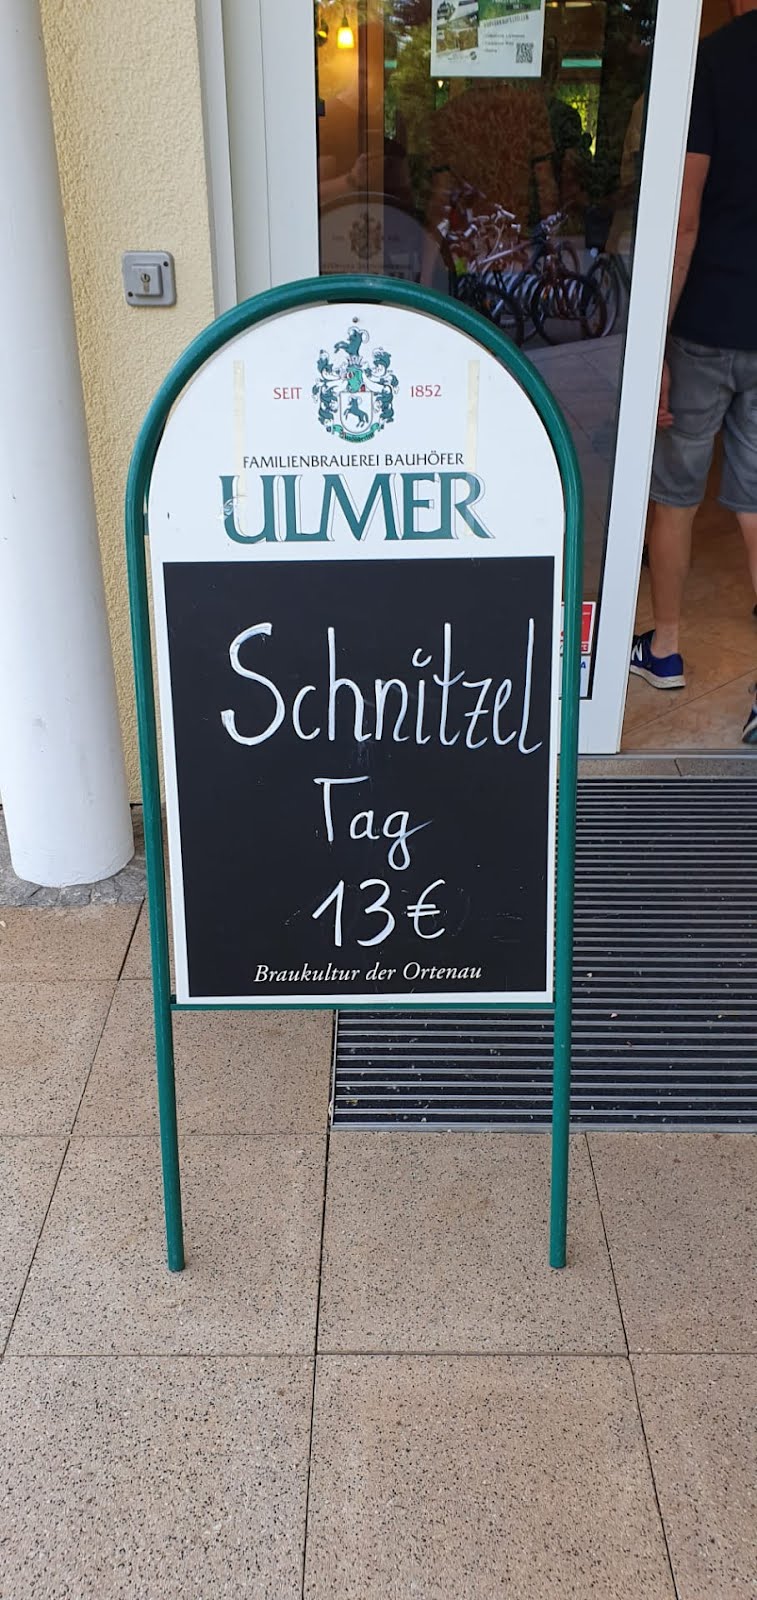 SEIT 1852
FAMILIENBRAUEREI BAUHÖFER
ULMER
Schnitzel
Tag
13€
Braukultur der Ortenau